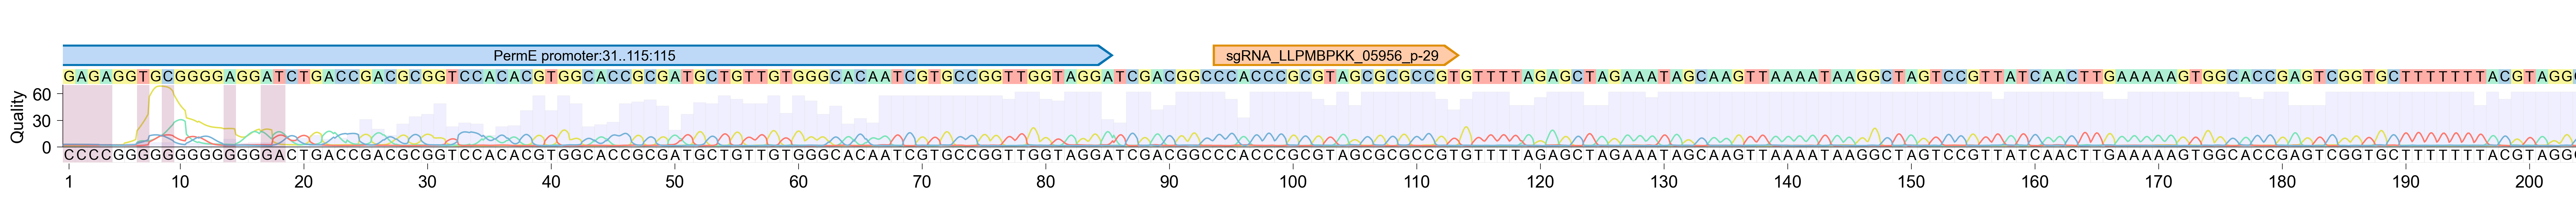 PermE promoter:31..115:115 sgRNA_LLPMBPKK_05956_p-29
GAGAGGTGCGGGGAGGATCTGACCGACGCGGTCCACACGTGGCACCGCGATGCTGTTGTGGGCACAATCGTGCCGGTTGGTAGGATCGACGGCCCACCCGCGTAGCGCGCCGTGTTTTAGAGCTAGAAATAGCAAGTTAAAATAAGGCTAGTCCGTTATCAACTTGAAAAAGTGGCACCGAGTCGGTGCTTTTTTTACGTAGG
Quality
60
30
0
CCCCGGGGGGGGGGGGGACTGACCGACGCGGTCCACACGTGGCACCGCGATGCTGTTGTGGGCACAATCGTGCCGGTTGGTAGGATCGACGGCCCACCCGCGTAGCGCGCCGTGTTTTAGAGCTAGAAATAGCAAGTTAAAATAAGGCTAGTCCGTTATCAACTTGAAAAAGTGGCACCGAGTCGGTGCTTTTTTTACGTAGG
1 10 20 30 40 50 60 70 80 90 100 110 120 130 140 150 160 170 180 190 200